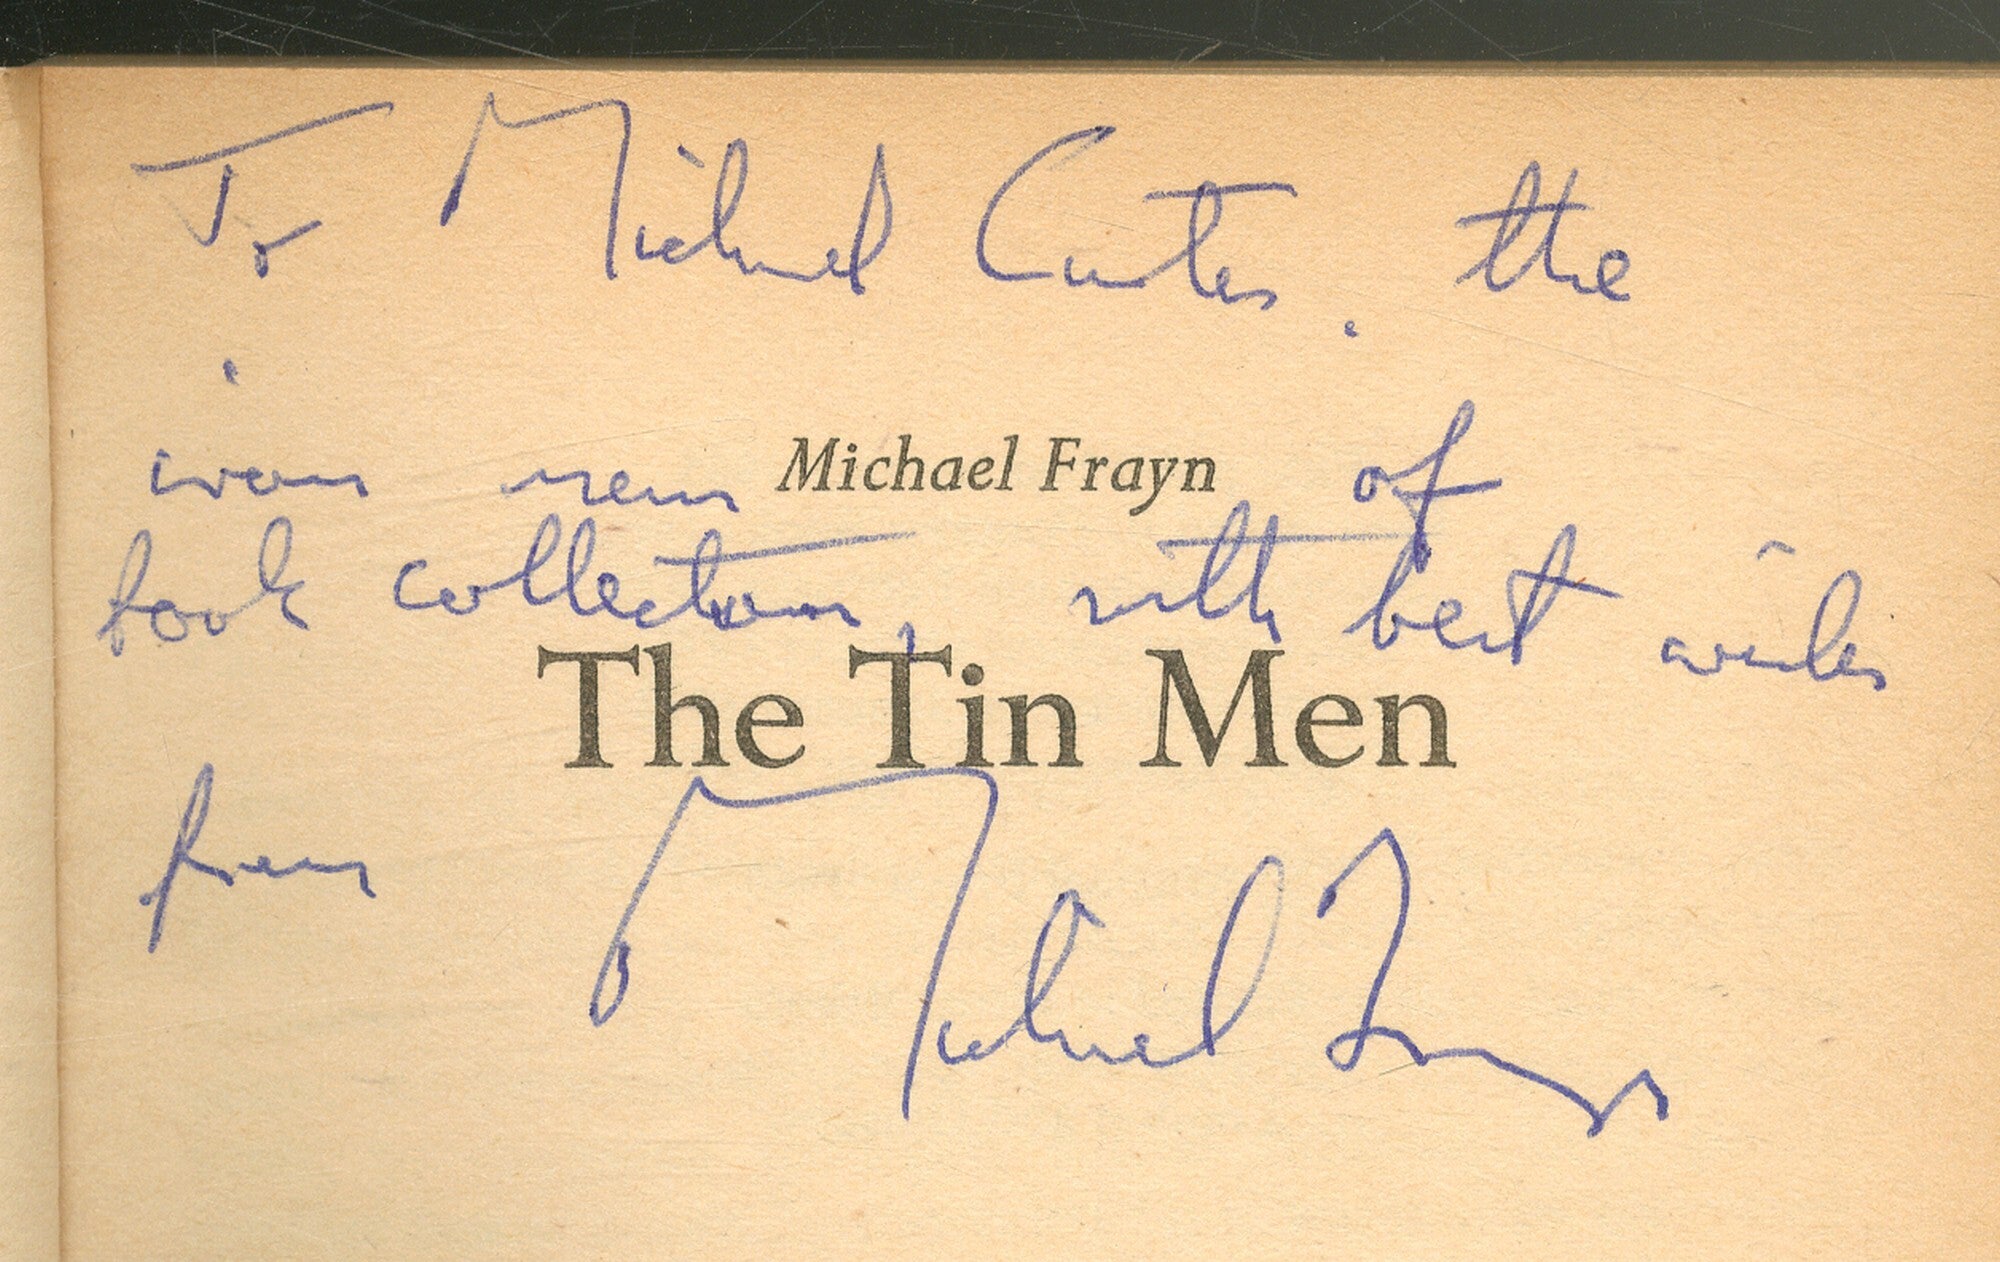 To Michael Curtis, the
iron man of
Michael Frayn
book collectors, with best wishes
The Tin Men
from Michael Frayn